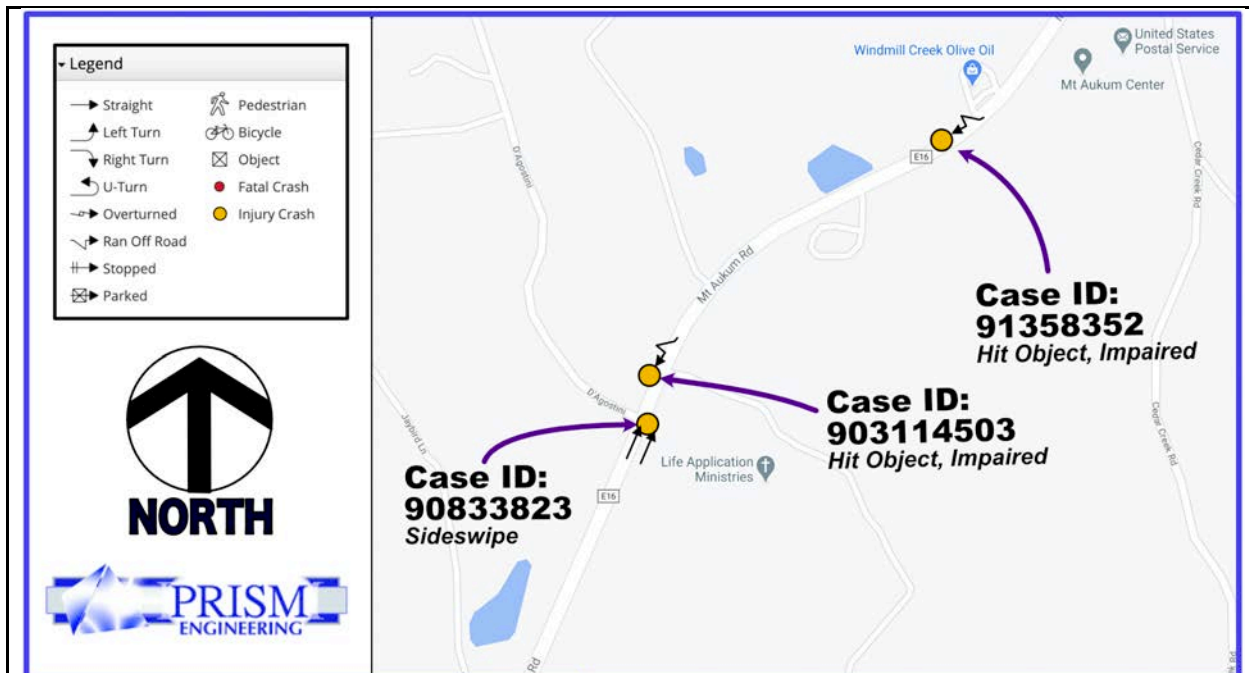 Legend
Straight
Left Turn
Right Turn
U-Turn
Overturned
Ran Off Road
Stopped
Parked
Pedestrian
Bicycle
Object
Fatal Crash
Injury Crash
NORTH
PRISM
ENGINEERING
United States
Postal Service
Windmill Creek Olive Oil
Mt Aukum Center
E16
D'Agostini
Cedar Creek Rd
Mt Aukum Rd
Case ID:
91358352
Hit Object, Impaired
D'Agostini
Jaybird Ln
Case ID:
903114503
Hit Object, Impaired
Cedar Creek Rd
Life Application
Ministries
Case ID:
90833823
Sideswipe
E16
Rd